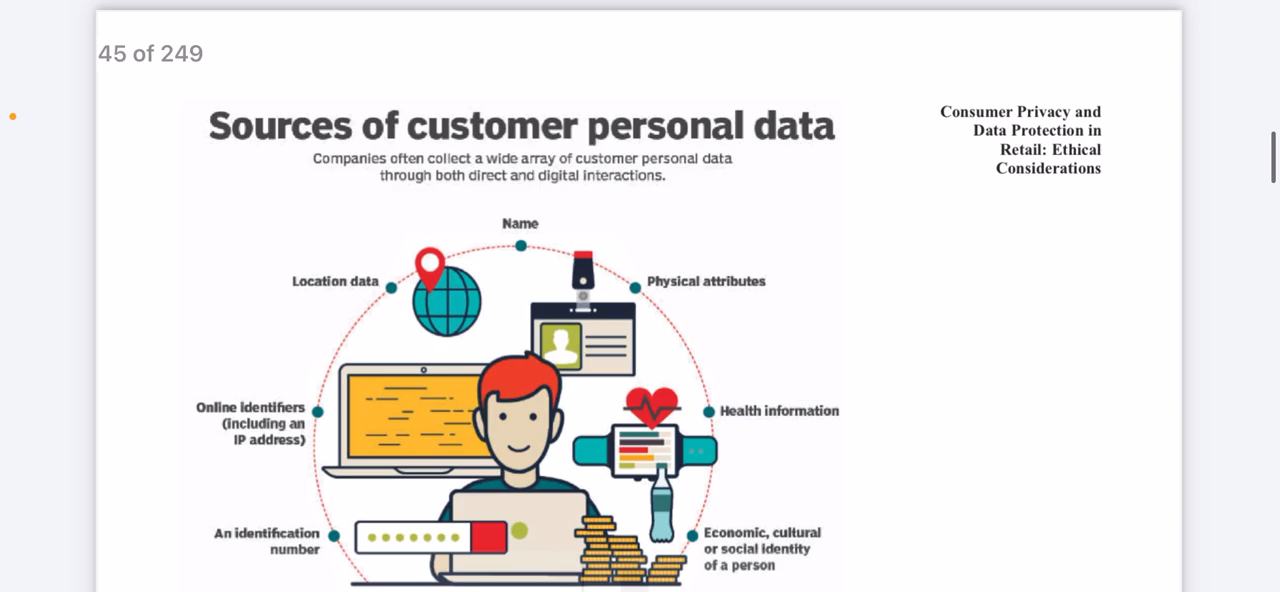 45 of 249
Sources of customer personal data
Companies often collect a wide array of customer personal data
through both direct and digital interactions.
Consumer Privacy and
Data Protection in
Retail: Ethical
Considerations
Name
Location data
Physical attributes
Online identifiers
(including an
IP address)
Health information
An identification
number
Economic, cultural
or social identity
of a person